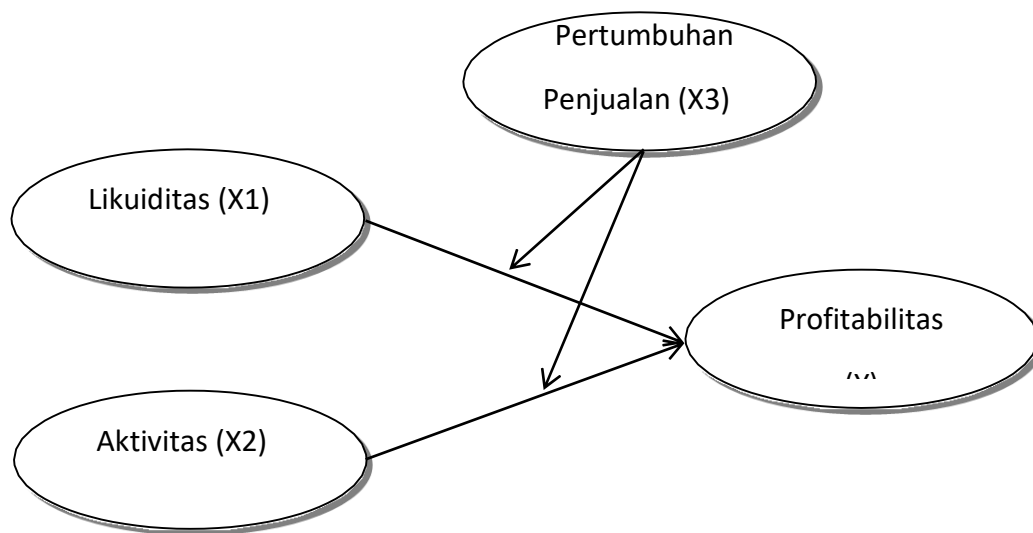 Pertumbuhan
Penjualan (X3)
Likuiditas (X1)
Profitabilitas
Aktivitas (X2)